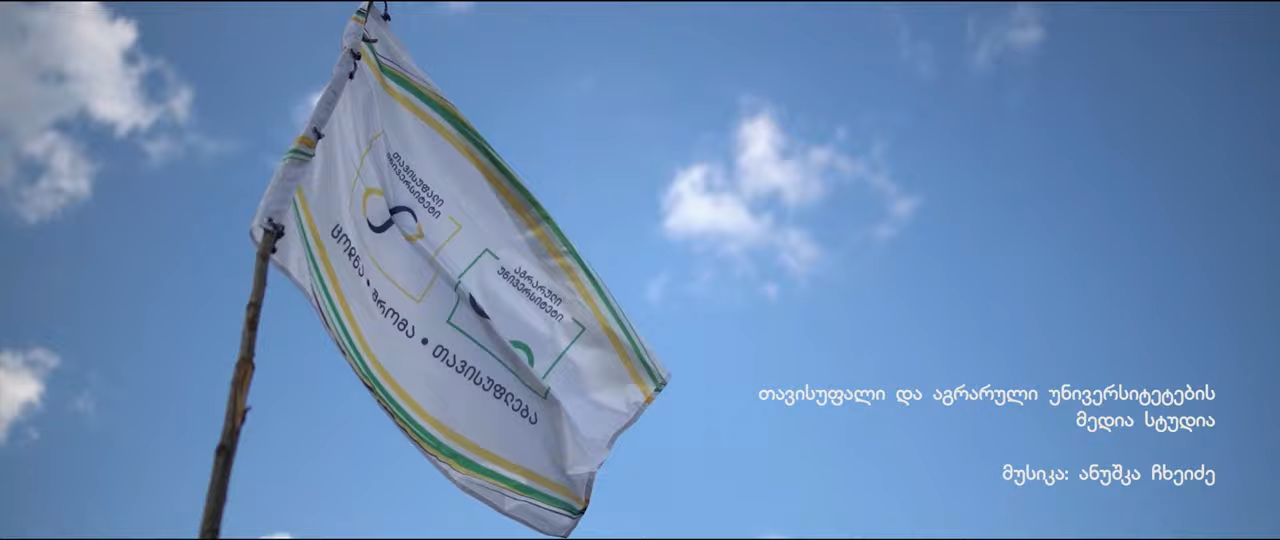 თავისუფალი
უნივერსიტეტი
აგრარული
უნივერსიტეტი
ცოდნა • შრომა • თავისუფლება
თავისუფალი და აგრარული უნივერსიტეტების
მედია სტუდია
მუსიკა: ანუშკა ჩხეიძე